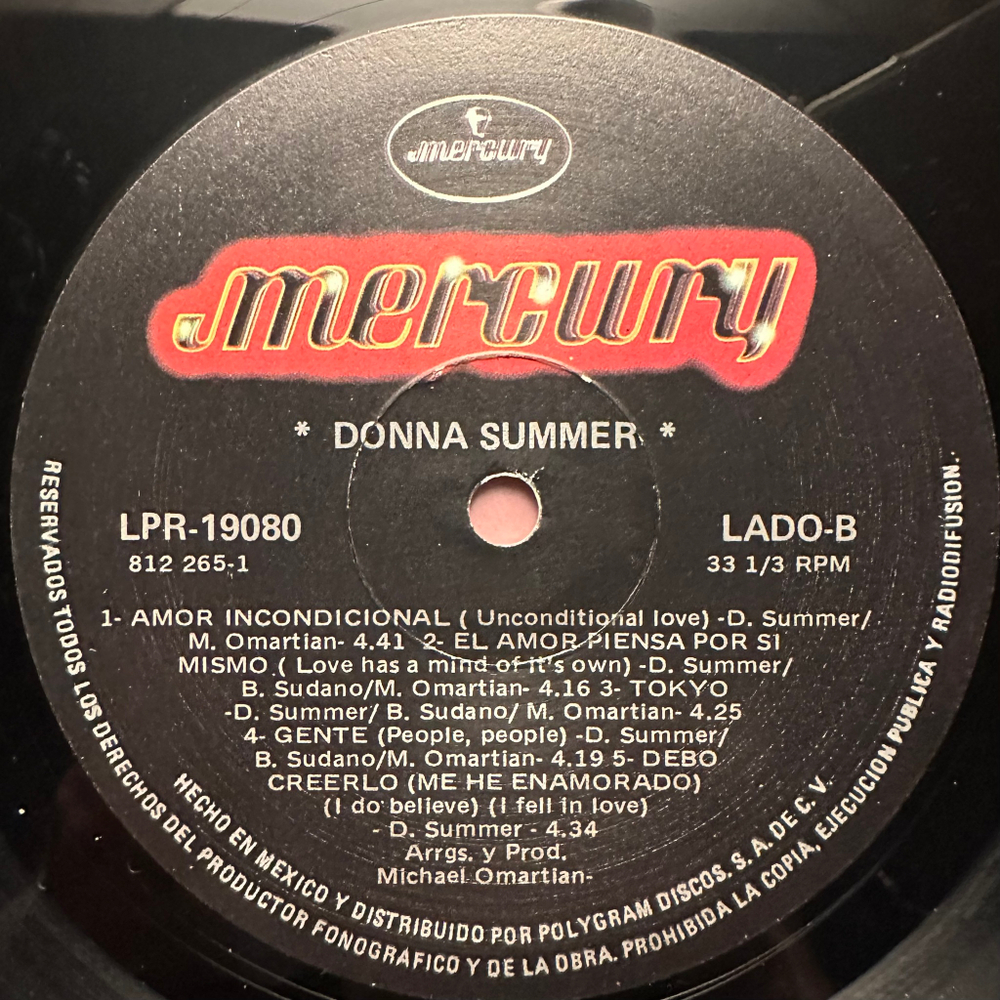 mercury
mercury
* DONNA SUMMER *
LPR-19080
LADO-B
812 265-1
33 1/3 RPM
1- AMOR INCONDICIONAL ( Unconditional love) -D. Summer/
M. Omartian- 4.41 2- EL AMOR PIENSA POR SI
MISMO ( Love has a mind of it's own) -D. Summer/
B. Sudano/M. Omartian- 4.16 3- TOKYO
-D. Summer/ B. Sudano/ M. Omartian- 4.25
4- GENTE (People, people) -D. Summer/
B. Sudano/M. Omartian- 4.19 5- DEBO
CREERLO (ME HE ENAMORADO)
(I do believe) (I fell in love)
- D. Summer - 4.34
Arrgs. y Prod.
Michael Omartian-
HECHO EN MEXICO Y DISTRIBUIDO POR POLYGRAM DISCOS. S. A. DE C. V.
RESERVADOS TODOS LOS DERECHOS DEL PRODUCTOR FONOGRÁFICO Y DE LA OBRA. PROHIBIDA LA COPIA, EJECUCION PUBLICA Y RADIODIFUSION.